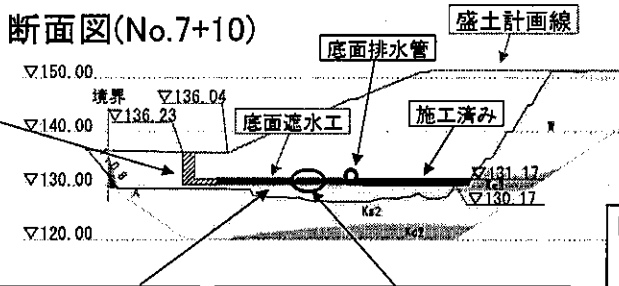 断面図(No.7+10)
盛土計画線
底面排水管
▽150.00
境界
▽136.04
▽136.23
▽140.00
底面遮水工
施工済み
▽131.17
▽130.00
▽130.17
Ks2
▽120.00